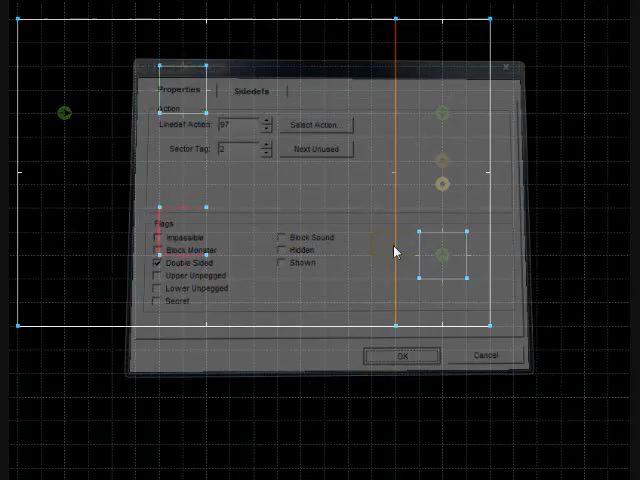 Properties
Sidedefs
Action
Linedef Action: 97
Select Action...
Sector Tag: 2
Next Unused
Flags
Impassible
Block Sound
Block Monster
Hidden
Double Sided
Shown
Upper Unpegged
Lower Unpegged
Secret
OK
Cancel